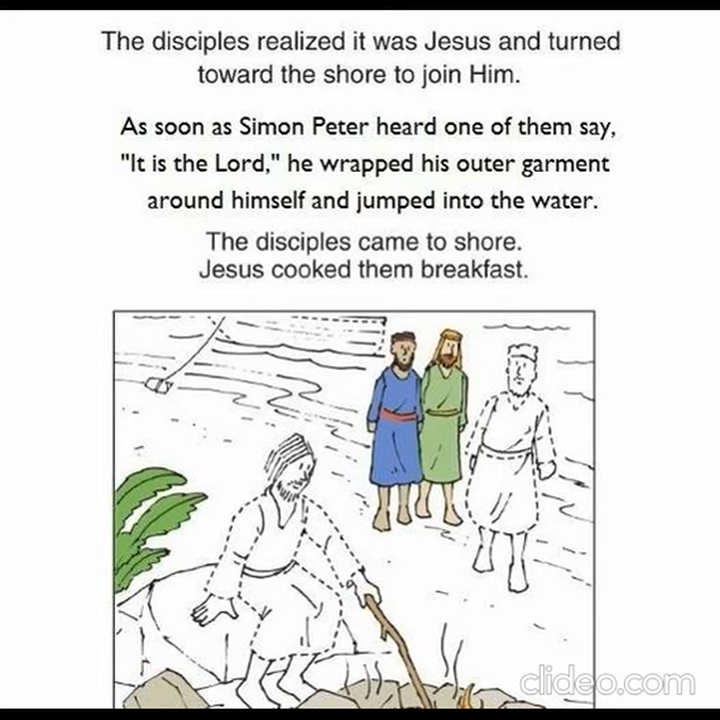 The disciples realized it was Jesus and turned
toward the shore to join Him.
As soon as Simon Peter heard one of them say,
"It is the Lord," he wrapped his outer garment
around himself and jumped into the water.
The disciples came to shore.
Jesus cooked them breakfast.
clideo.com